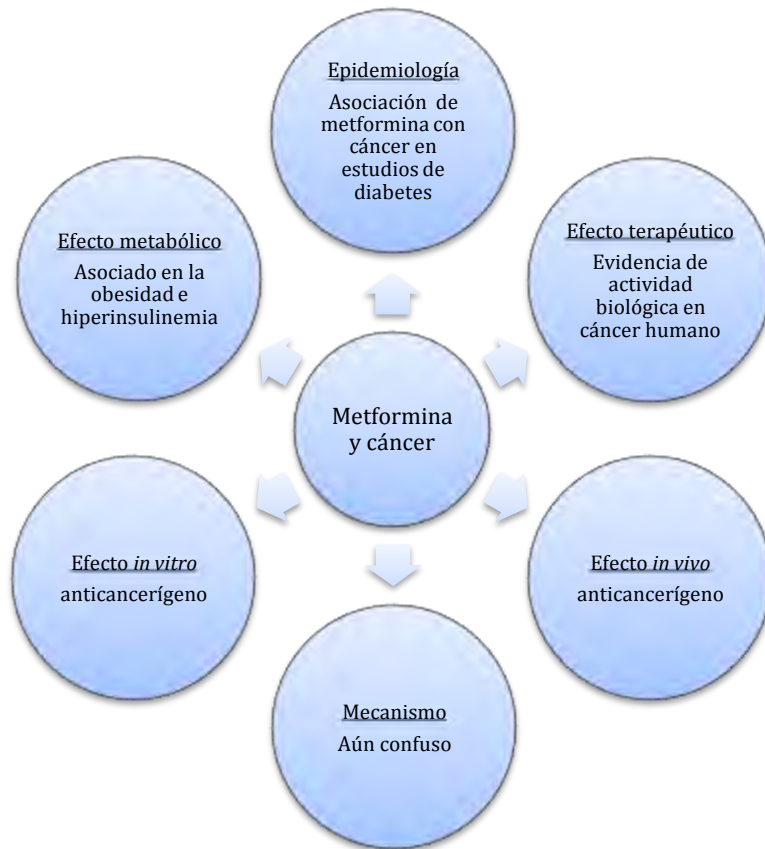 Epidemiología
Asociación de
metformina con
cáncer en
estudios de
diabetes
Efecto metabólico
Asociado en la
obesidad e
hiperinsulinemia
Efecto terapéutico
Evidencia de
actividad
biológica en
cáncer humano
Metformina
y cáncer
Efecto in vitro
anticancerígeno
Efecto in vivo
anticancerígeno
Mecanismo
Aún confuso